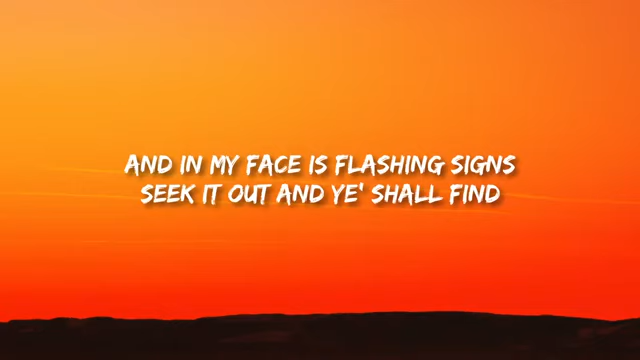 AND IN MY FACE IS FLASHING SIGNS
SEEK IT OUT AND YE' SHALL FIND